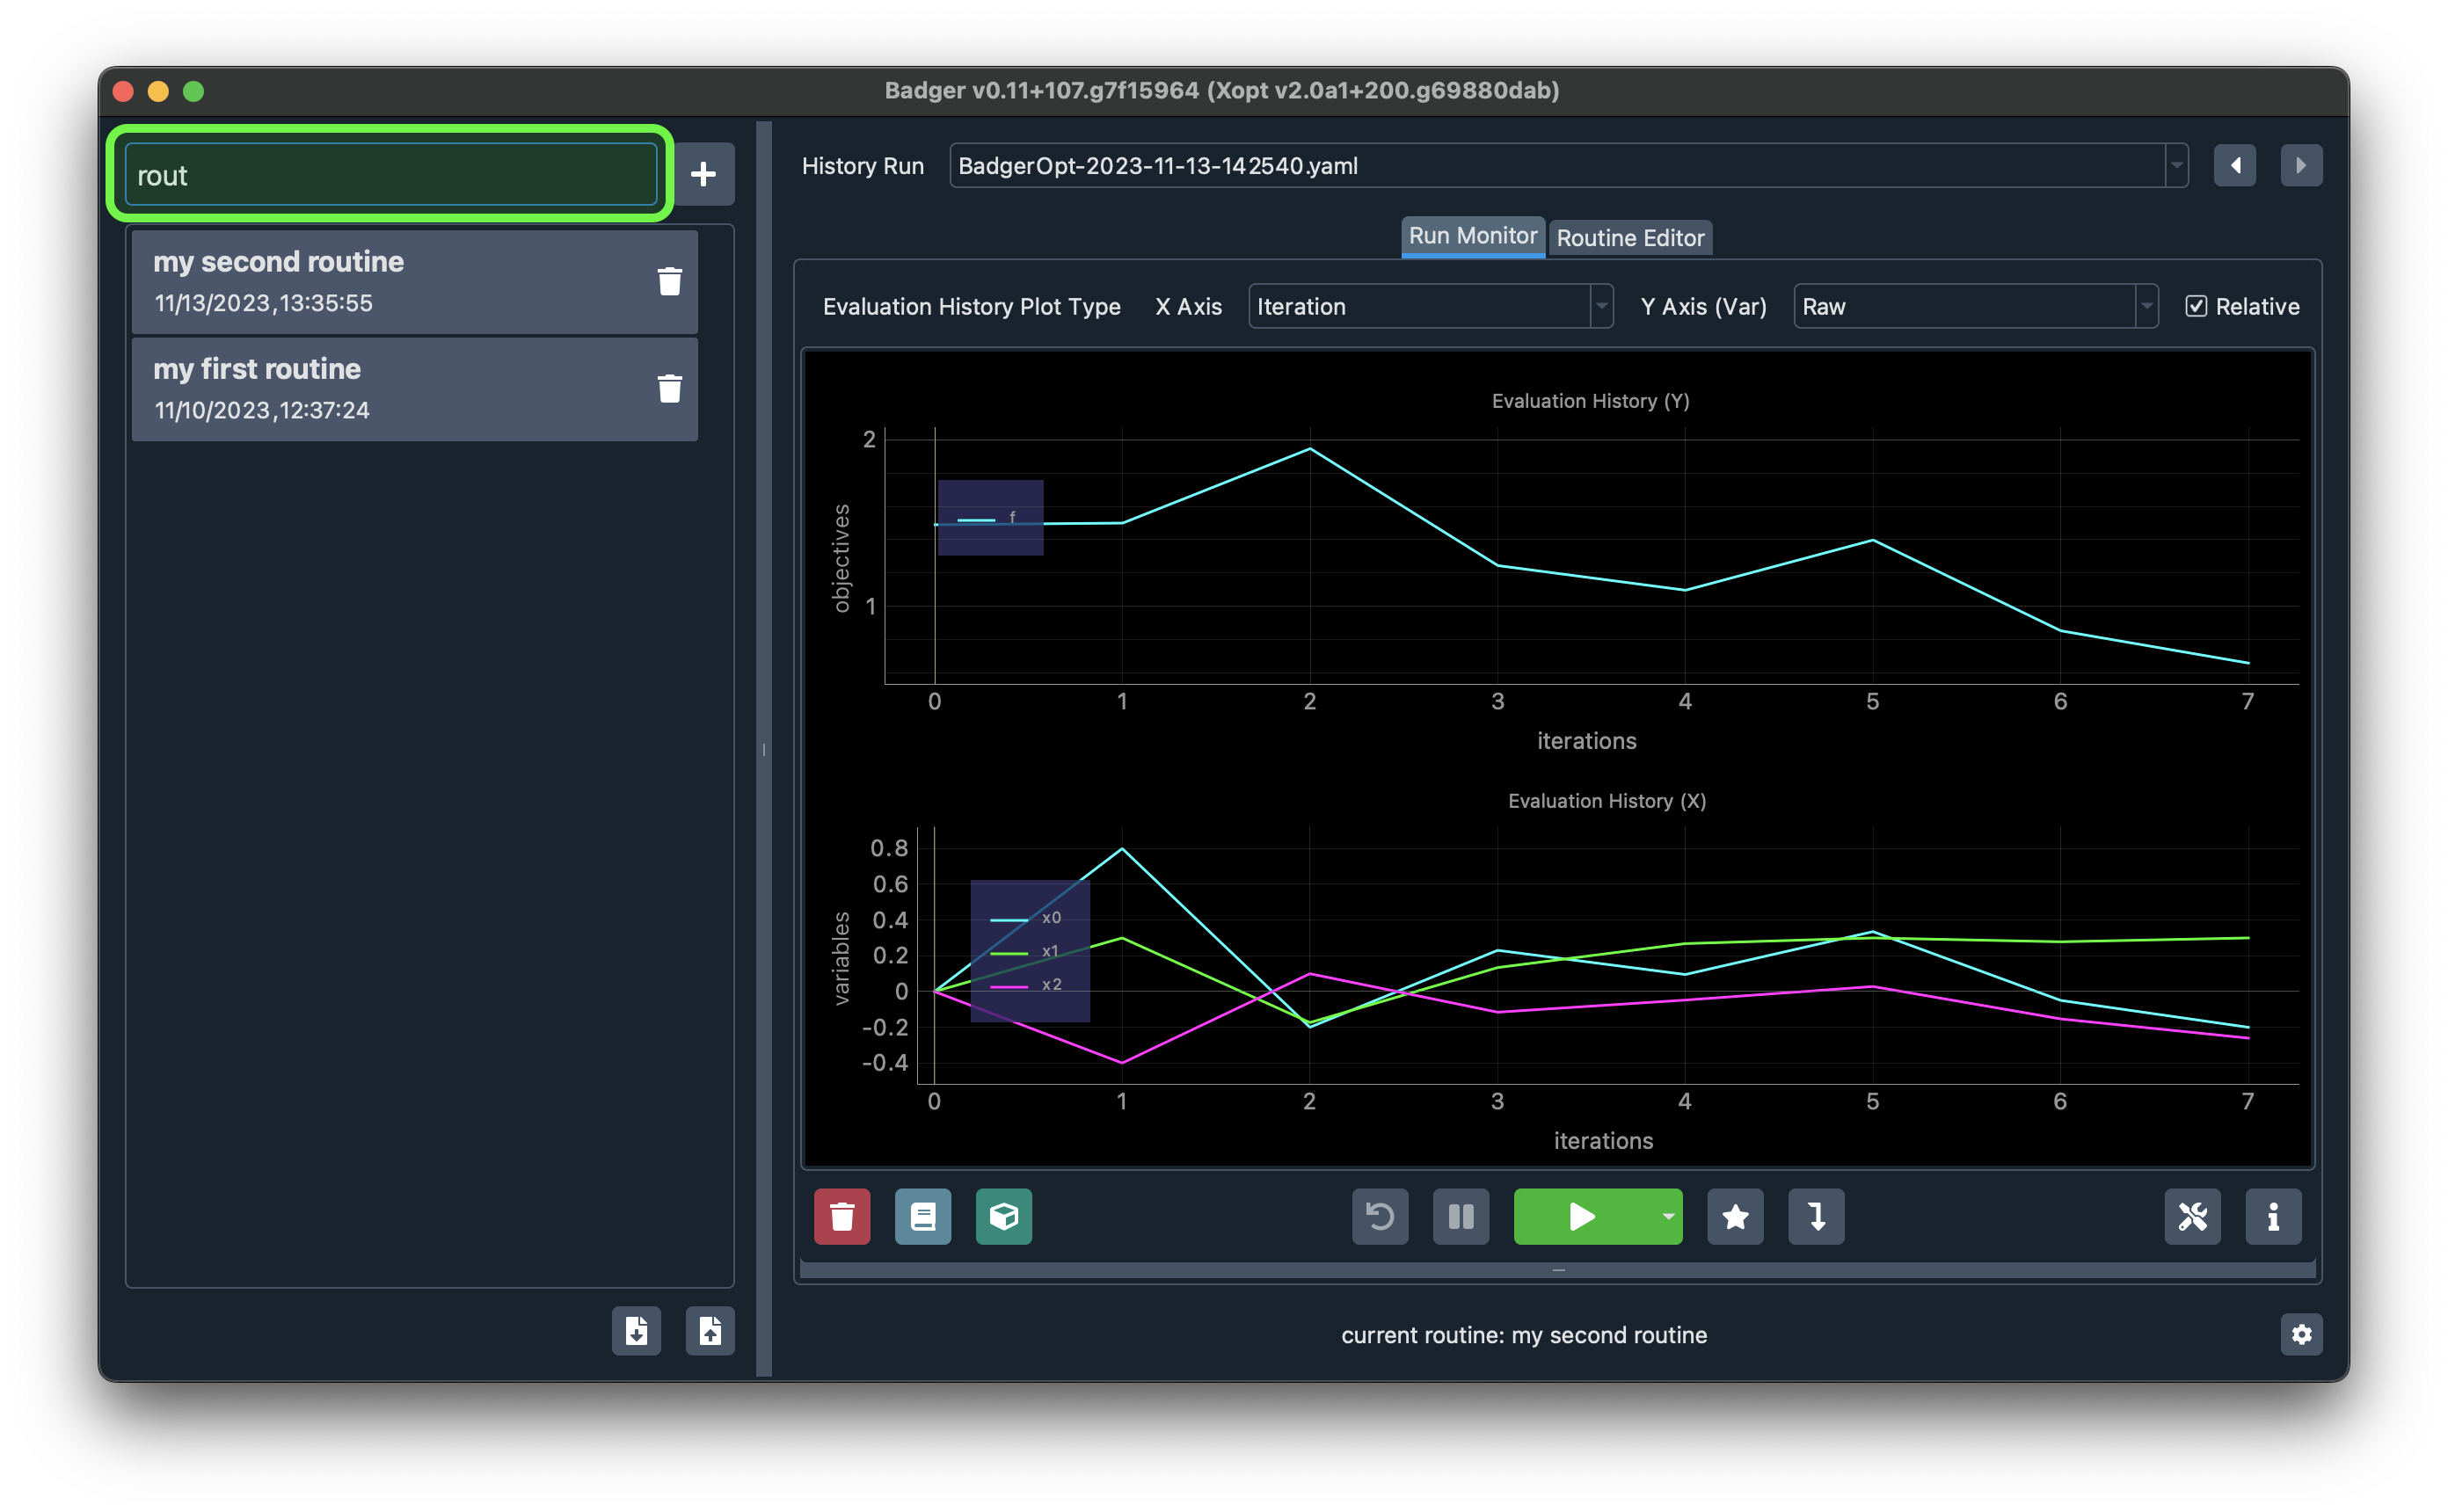 Badger v0.11+107.g7f15964 (Xopt v2.0a1+200.g69880dab)
rout
my second routine
11/13/2023, 13:35:55
my first routine
11/10/2023, 12:37:24
History Run BadgerOpt-2023-11-13-142540.yaml
Run Monitor Routine Editor
Evaluation History Plot Type X Axis Iteration Y Axis (Var) Raw Relative
Evaluation History (Y)
objectives
2
1
f
0 1 2 3 4 5 6 7
iterations
Evaluation History (X)
variables
0.8
0.6
0.4
0.2
0
-0.2
-0.4
x0
x1
x2
0 1 2 3 4 5 6 7
iterations
current routine: my second routine